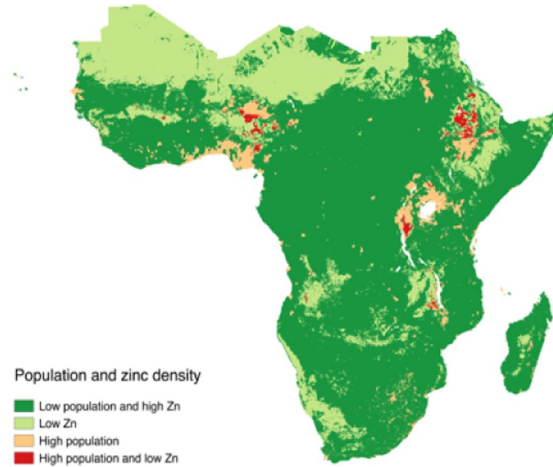 Population and zinc density
Low population and high Zn
Low Zn
High population
High population and low Zn